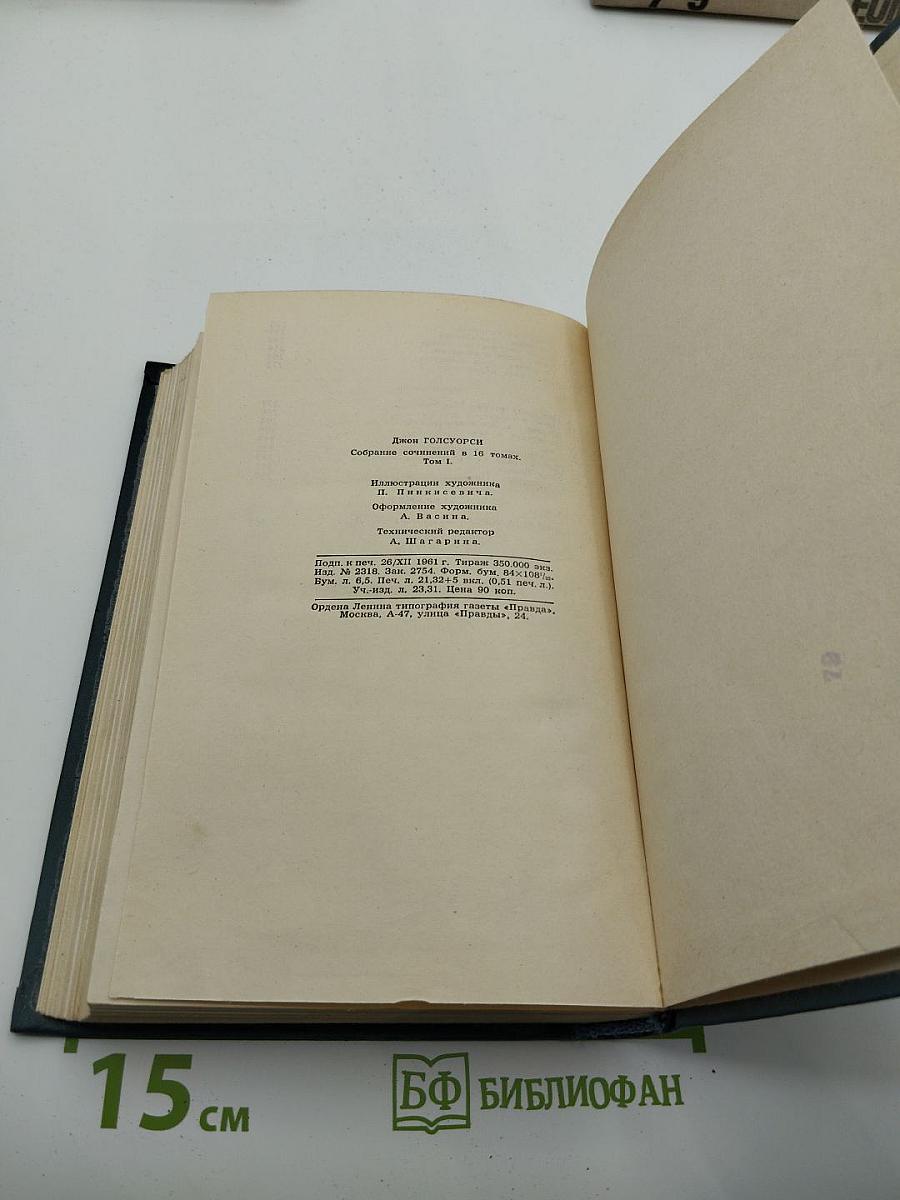 Джон ГОЛСУОРСИ
Собрание сочинений в 16 томах.
Том I.
Иллюстрации художника
П. Пинкисевича.
Оформление художника
А. Васина.
Технический редактор
А. Шагарина.
Подп. к печ. 26/XII 1961 г. Тираж 350.000 экз.
Изд. № 2318. Зак. 2754. Форм. бум. 84×108¹/₃₂.
Бум. л. 6,5. Печ. л. 21,32+5 вкл. (0,51 печ. л.).
Уч.-изд. л. 23,31. Цена 90 коп.
Ордена Ленина типография газеты «Правда».
Москва, А-47, улица «Правды», 24.
79
15 см
БФ БИБЛИОФАН